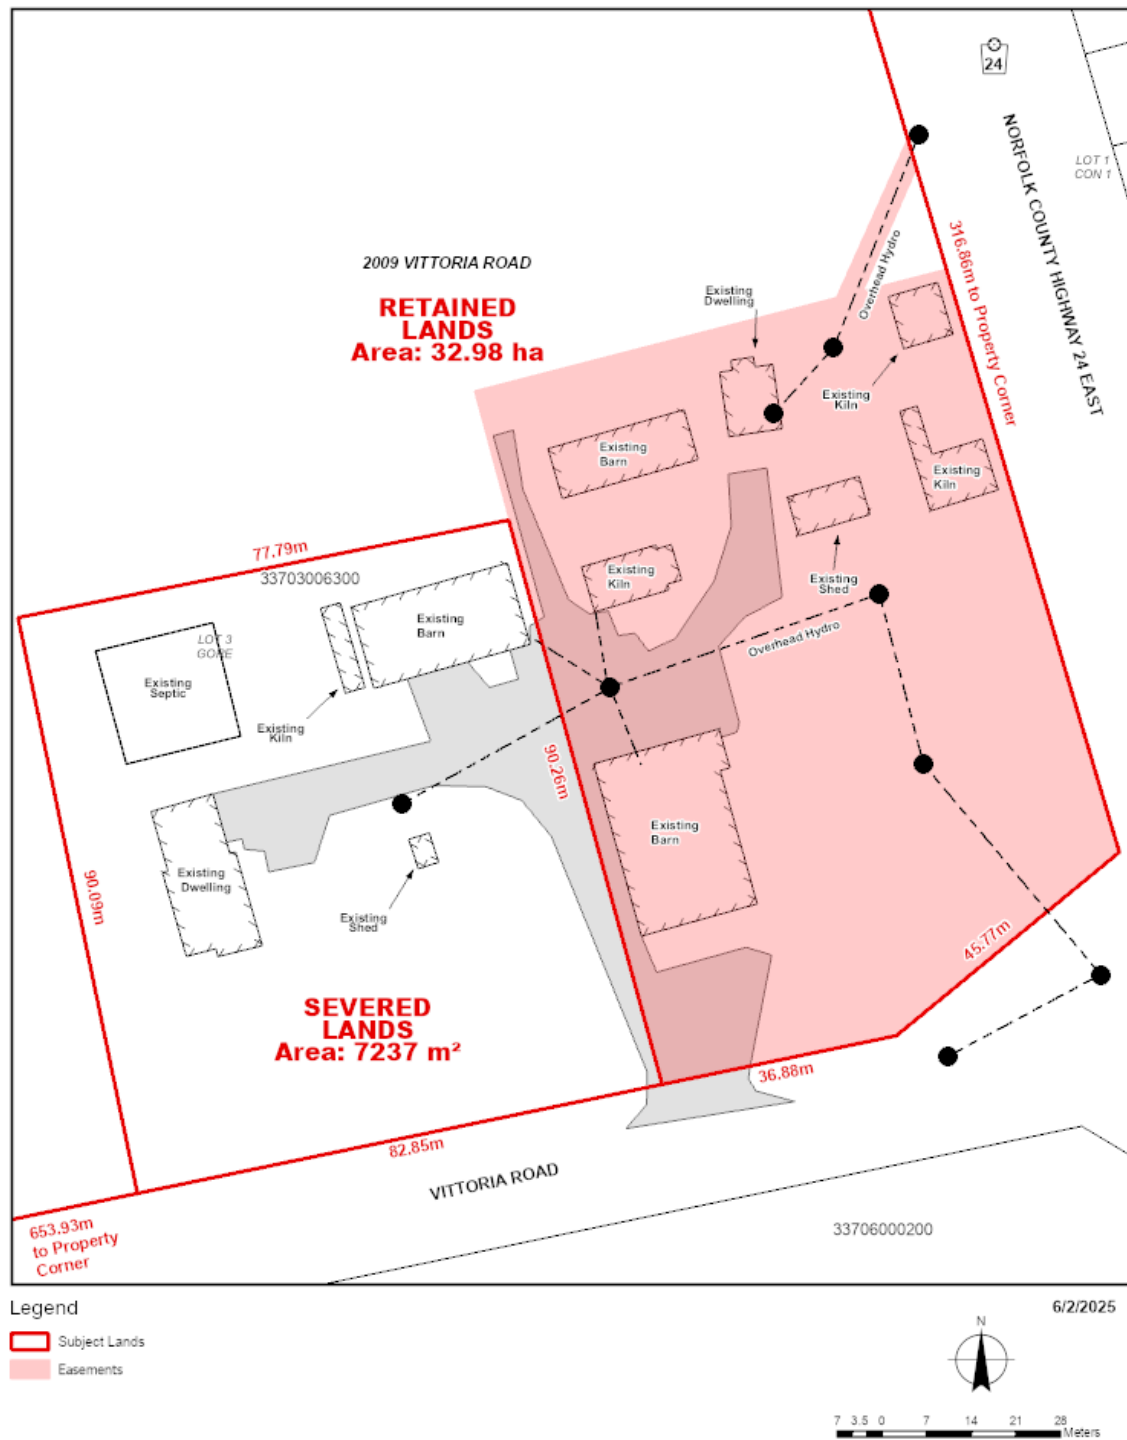 24
NORFOLK COUNTY HIGHWAY 24 EAST
LOT 1
CON 1
316.86m to Property Corner
Overhead Hydro
2009 VITTORIA ROAD
RETAINED
LANDS
Area: 32.98 ha
Existing
Dwelling
Existing
Kiln
Existing
Barn
Existing
Kiln
Existing
Shed
Existing
Kiln
Overhead Hydro
77.79m
33703006300
LOT 3
GORE
Existing
Barn
Existing
Septic
Existing
Kiln
90.26m
Existing
Barn
Existing
Dwelling
90.09m
Existing
Shed
45.77m
SEVERED
LANDS
Area: 7237 m²
36.88m
82.85m
VITTORIA ROAD
653.93m
to Property
Corner
33706000200
Legend
6/2/2025
Subject Lands
Easements
N
7 3.5 0 7 14 21 28
Meters